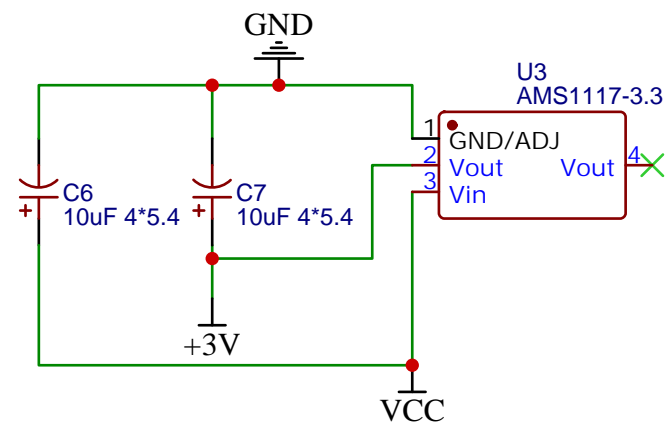 GND
U3
AMS1117-3.3
1
GND/ADJ
2
Vout
Vout
4
3
Vin
C6
10uF 4*5.4
+
C7
10uF 4*5.4
+
+3V
VCC